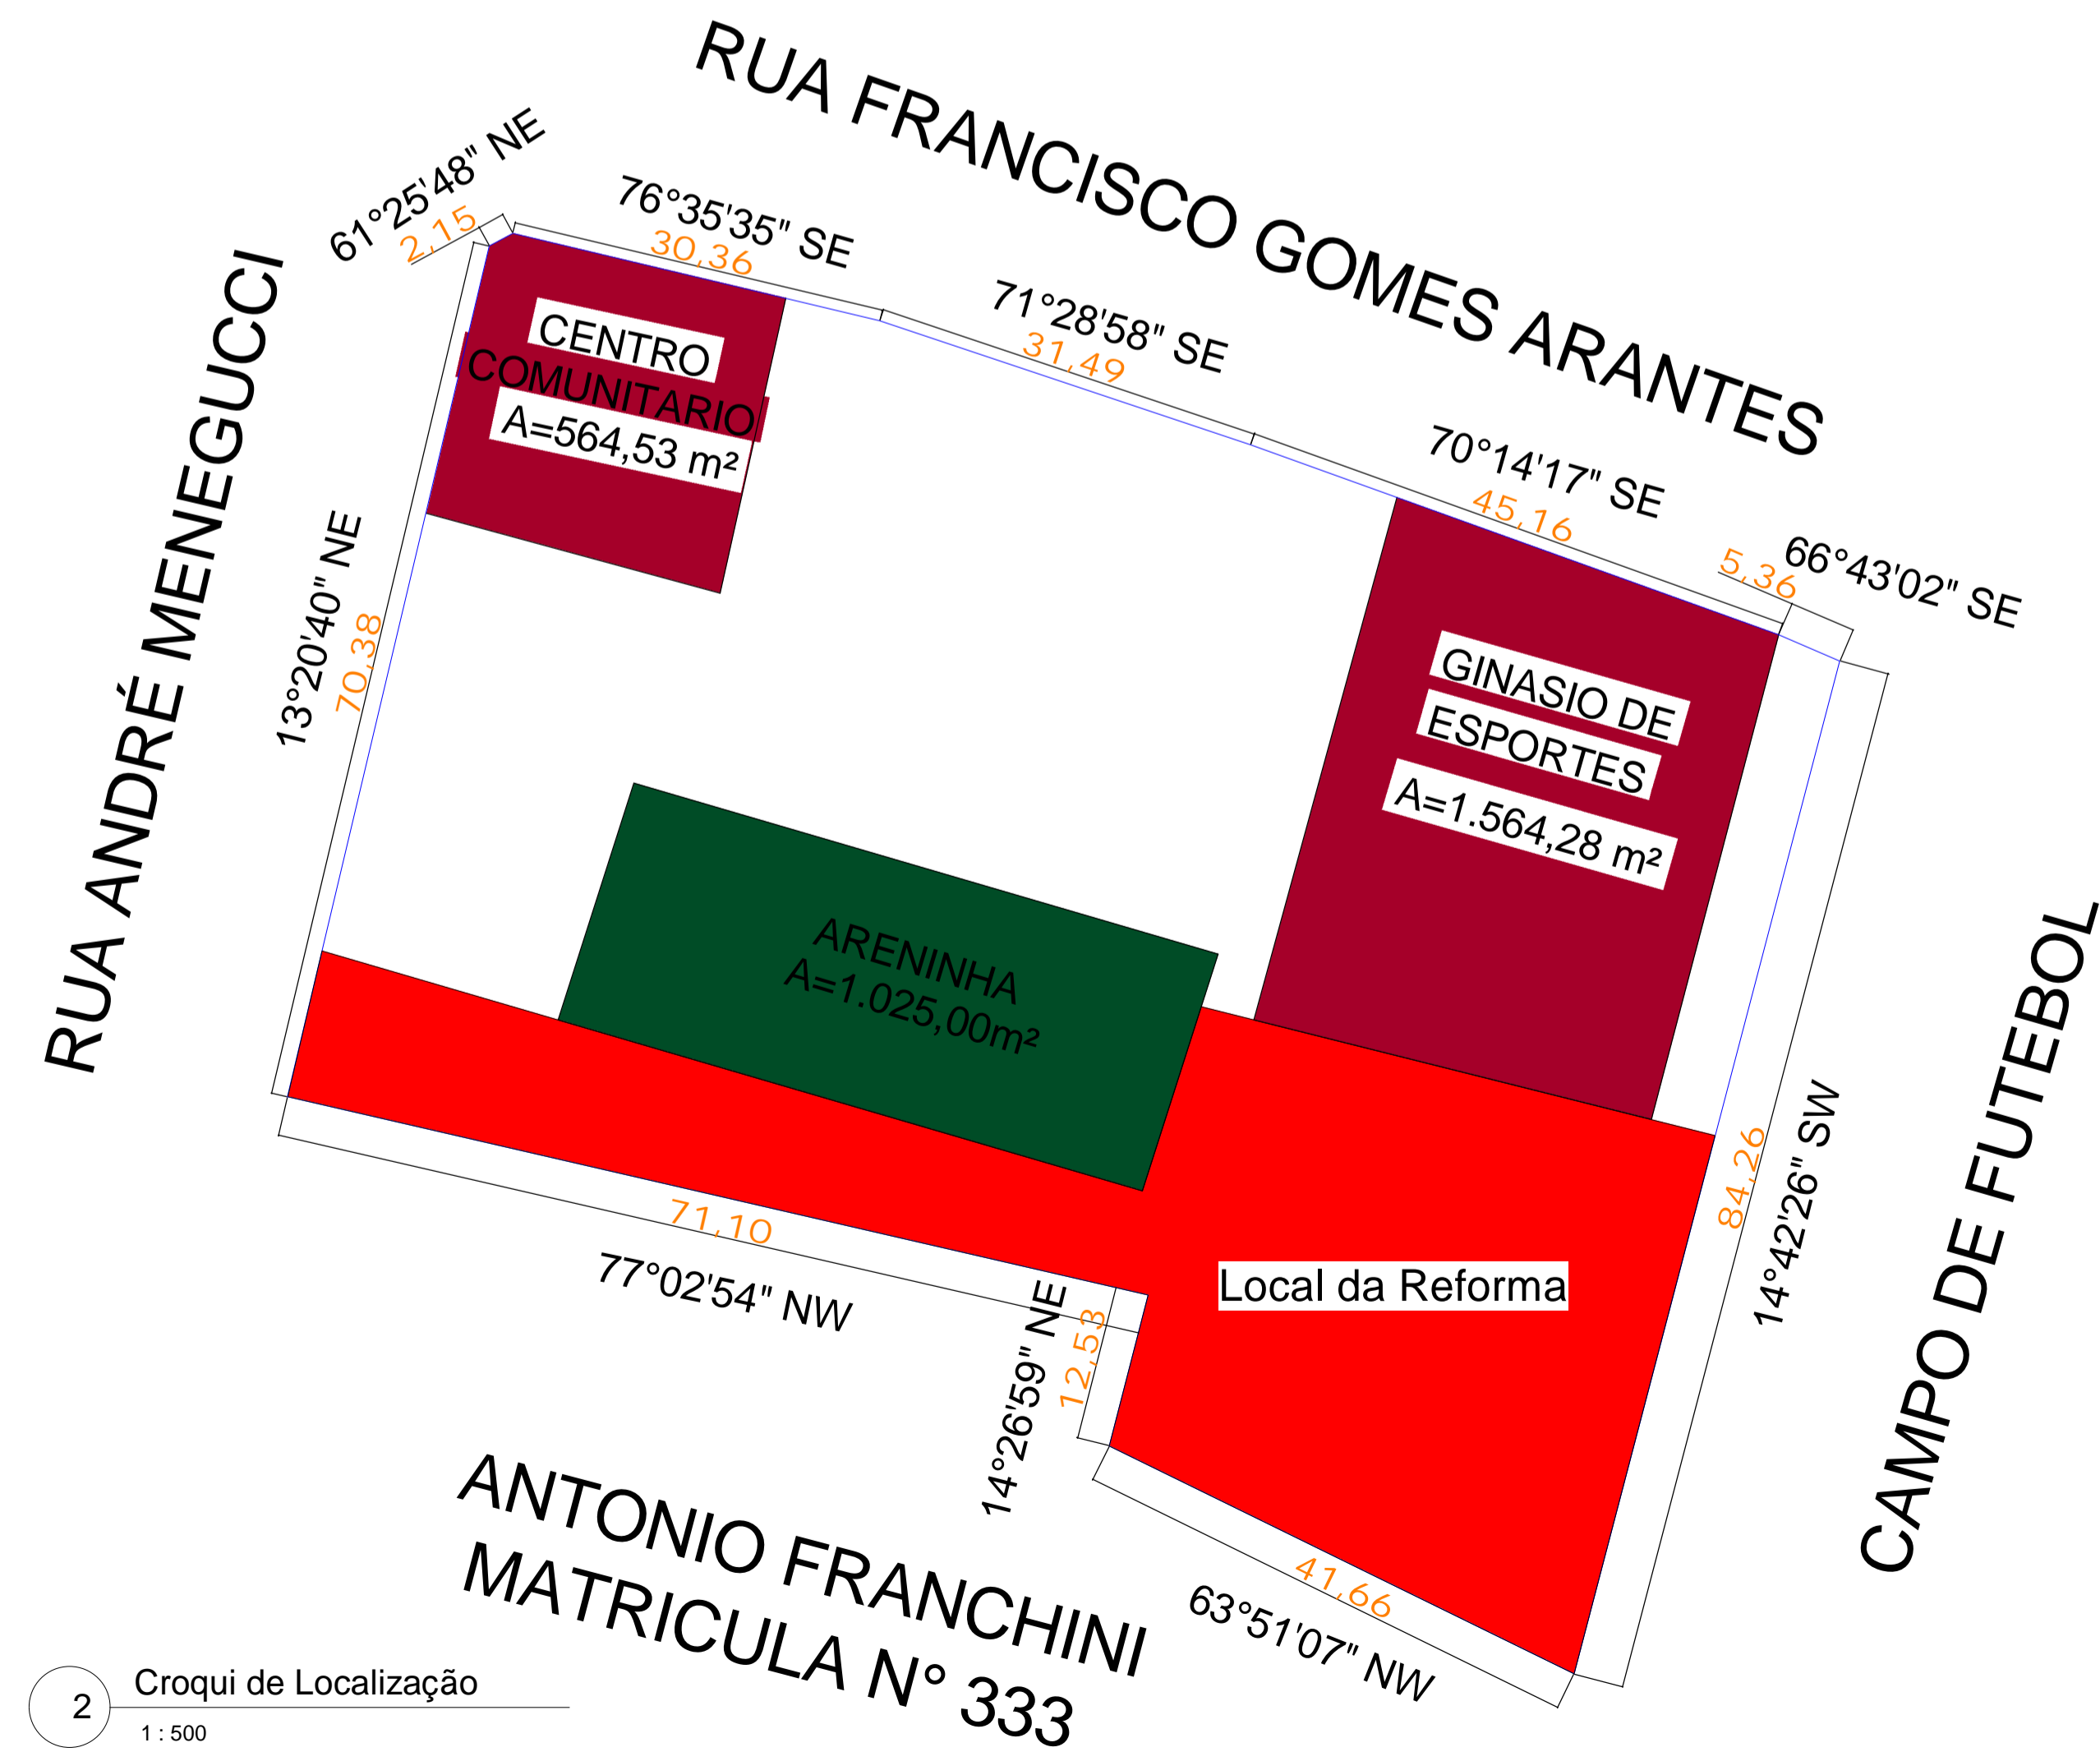 RUA FRANCISCO GOMES ARANTES
61°25'48" NE
2,15
76°35'35" SE
30,36
71°28'58" SE
31,49
70°14'17" SE
45,16
66°43'02" SE
5,36
RUA ANDRÉ MENEGUCCI
13°20'40" NE
70,38
CENTRO
COMUNITARIO
A=564,53 m²
GINASIO DE
ESPORTES
A=1.564,28 m²
ARENINHA
A=1.025,00m²
CAMPO DE FUTEBOL
84,26
14°42'26" SW
71,10
77°02'54" NW
14°26'59" NE
12,53
Local da Reforma
41,66
63°51'07" NW
ANTONIO FRANCHINI
MATRICULA N° 333
2
Croqui de Localização
1 : 500